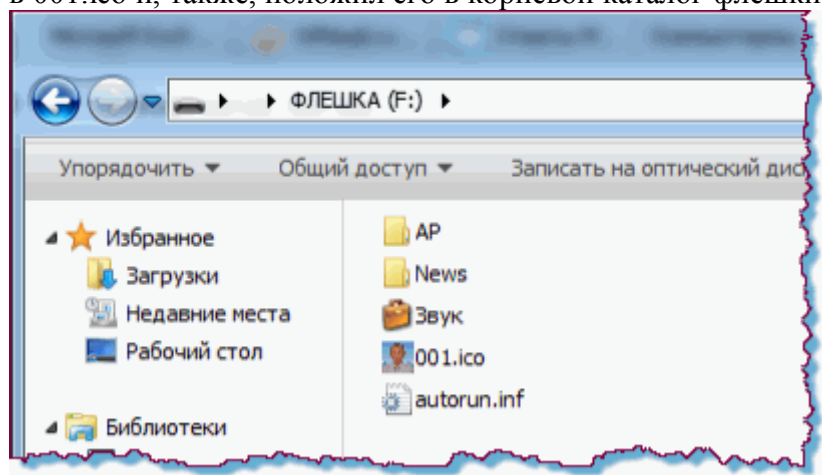 в 001.ico и, также, положил его в корневой каталог флешки
ФЛЕШКА (F:)
Упорядочить Общий доступ Записать на оптический дис
Избранное
Загрузки
Недавние места
Рабочий стол
Библиотеки
AP
News
Звук
001.ico
autorun.inf